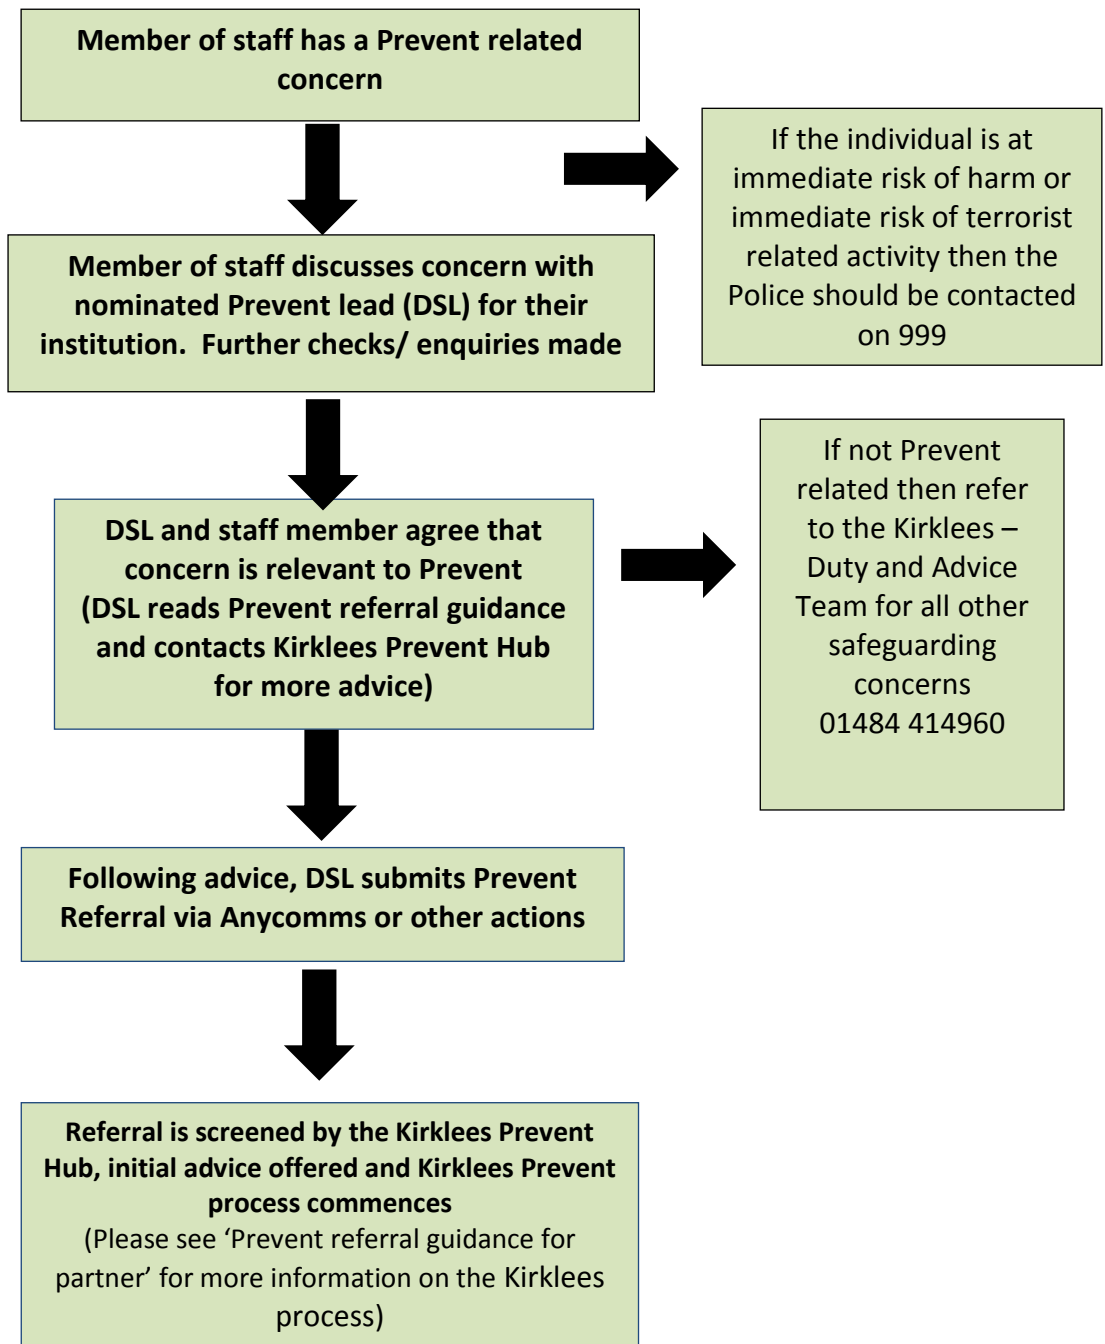 Member of staff has a Prevent related
concern
If the individual is at
immediate risk of harm or
immediate risk of terrorist
related activity then the
Police should be contacted
on 999
Member of staff discusses concern with
nominated Prevent lead (DSL) for their
institution.  Further checks/ enquiries made
If not Prevent
related then refer
to the Kirklees –
Duty and Advice
Team for all other
safeguarding
concerns
01484 414960
DSL and staff member agree that
concern is relevant to Prevent
(DSL reads Prevent referral guidance
and contacts Kirklees Prevent Hub
for more advice)
Following advice, DSL submits Prevent
Referral via Anycomms or other actions
Referral is screened by the Kirklees Prevent
Hub, initial advice offered and Kirklees Prevent
process commences
(Please see ‘Prevent referral guidance for
partner’ for more information on the Kirklees
process)